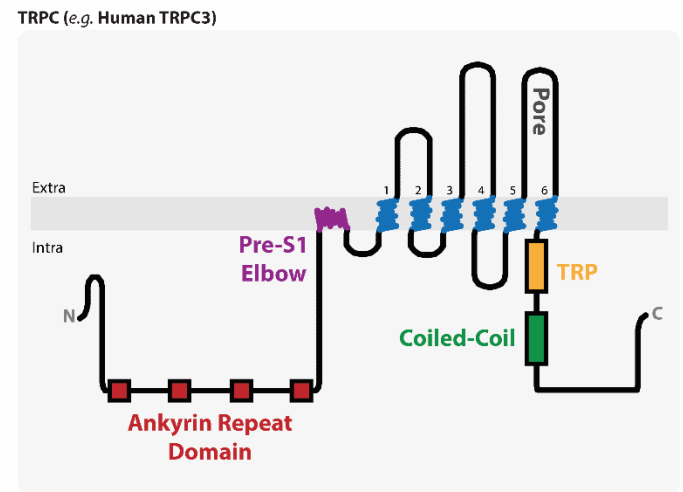 TRPC (e.g. Human TRPC3)
Pore
Extra
1 2 3 4 5 6
Intra
Pre-S1
Elbow
TRP
N
C
Coiled-Coil
Ankyrin Repeat
Domain